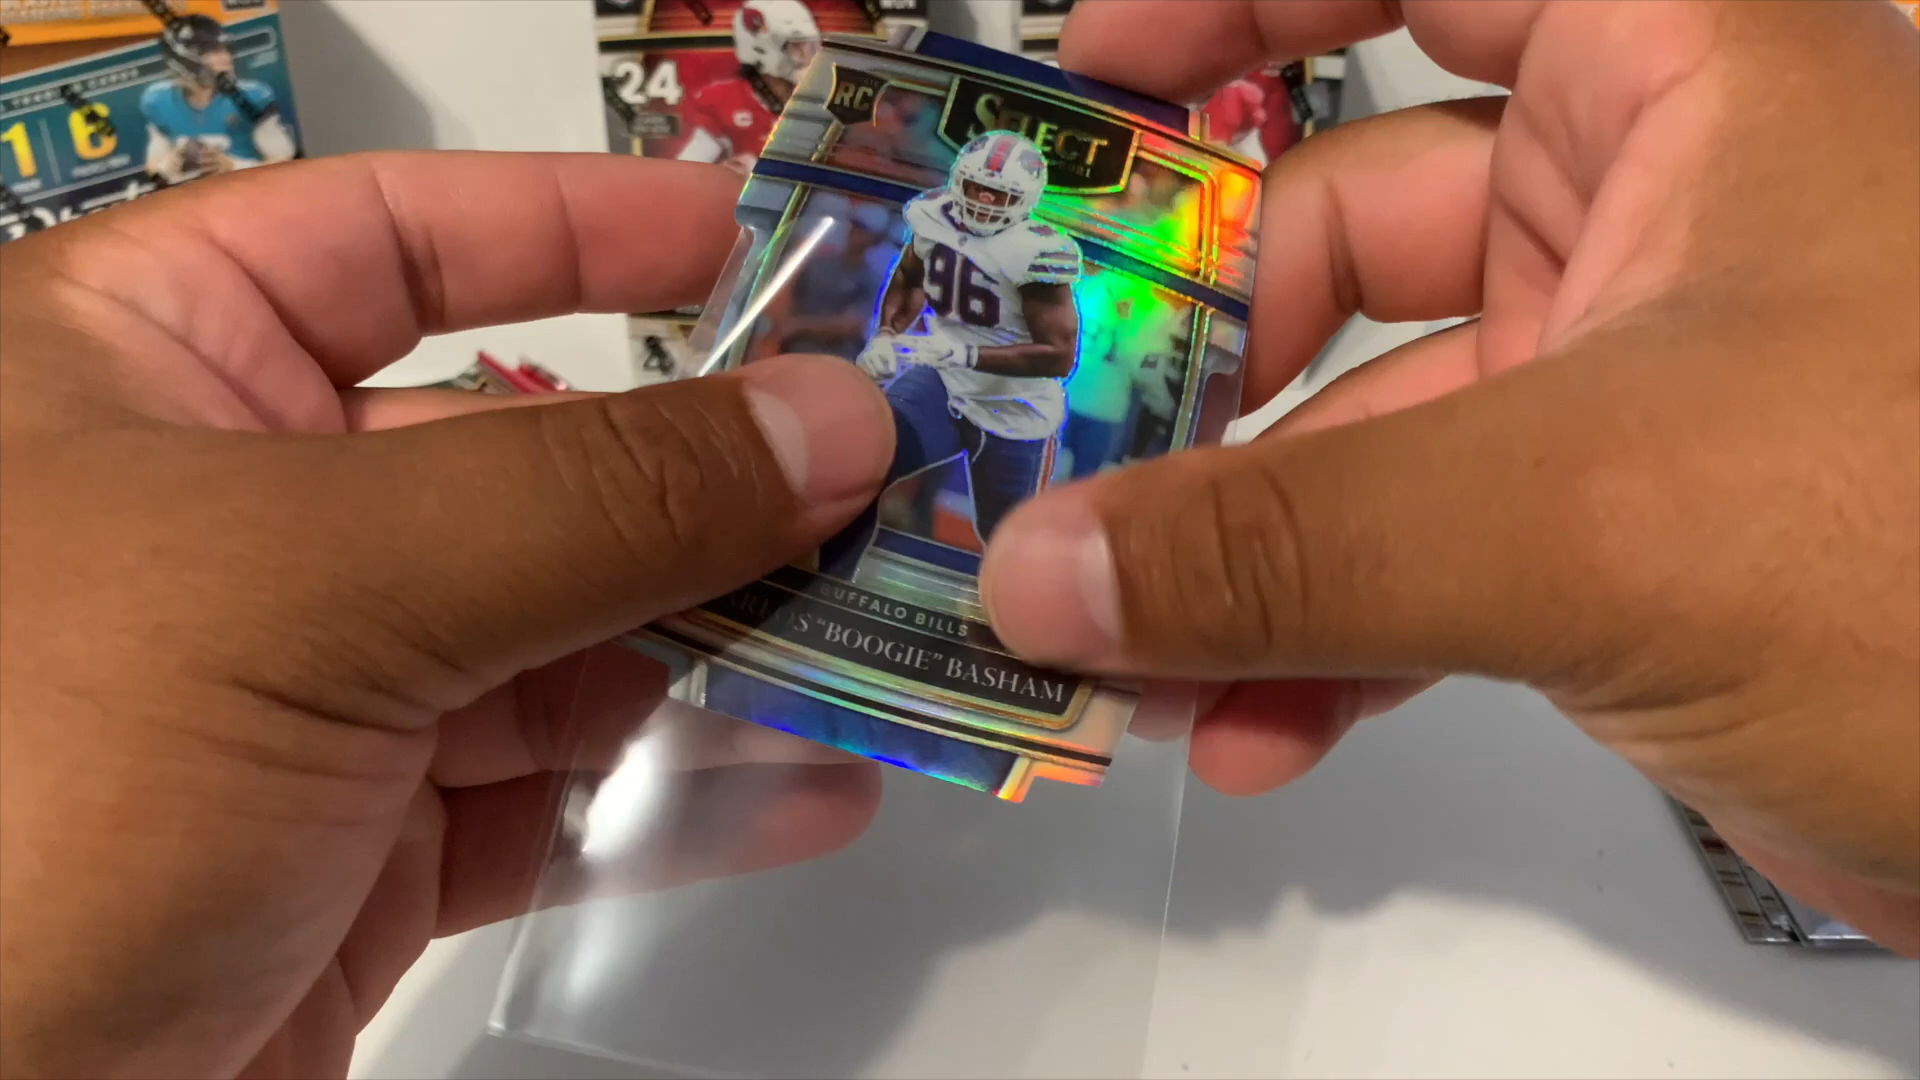 1 6
24
RC
SELECT
96
BUFFALO BILLS
"BOOGIE" BASHAM